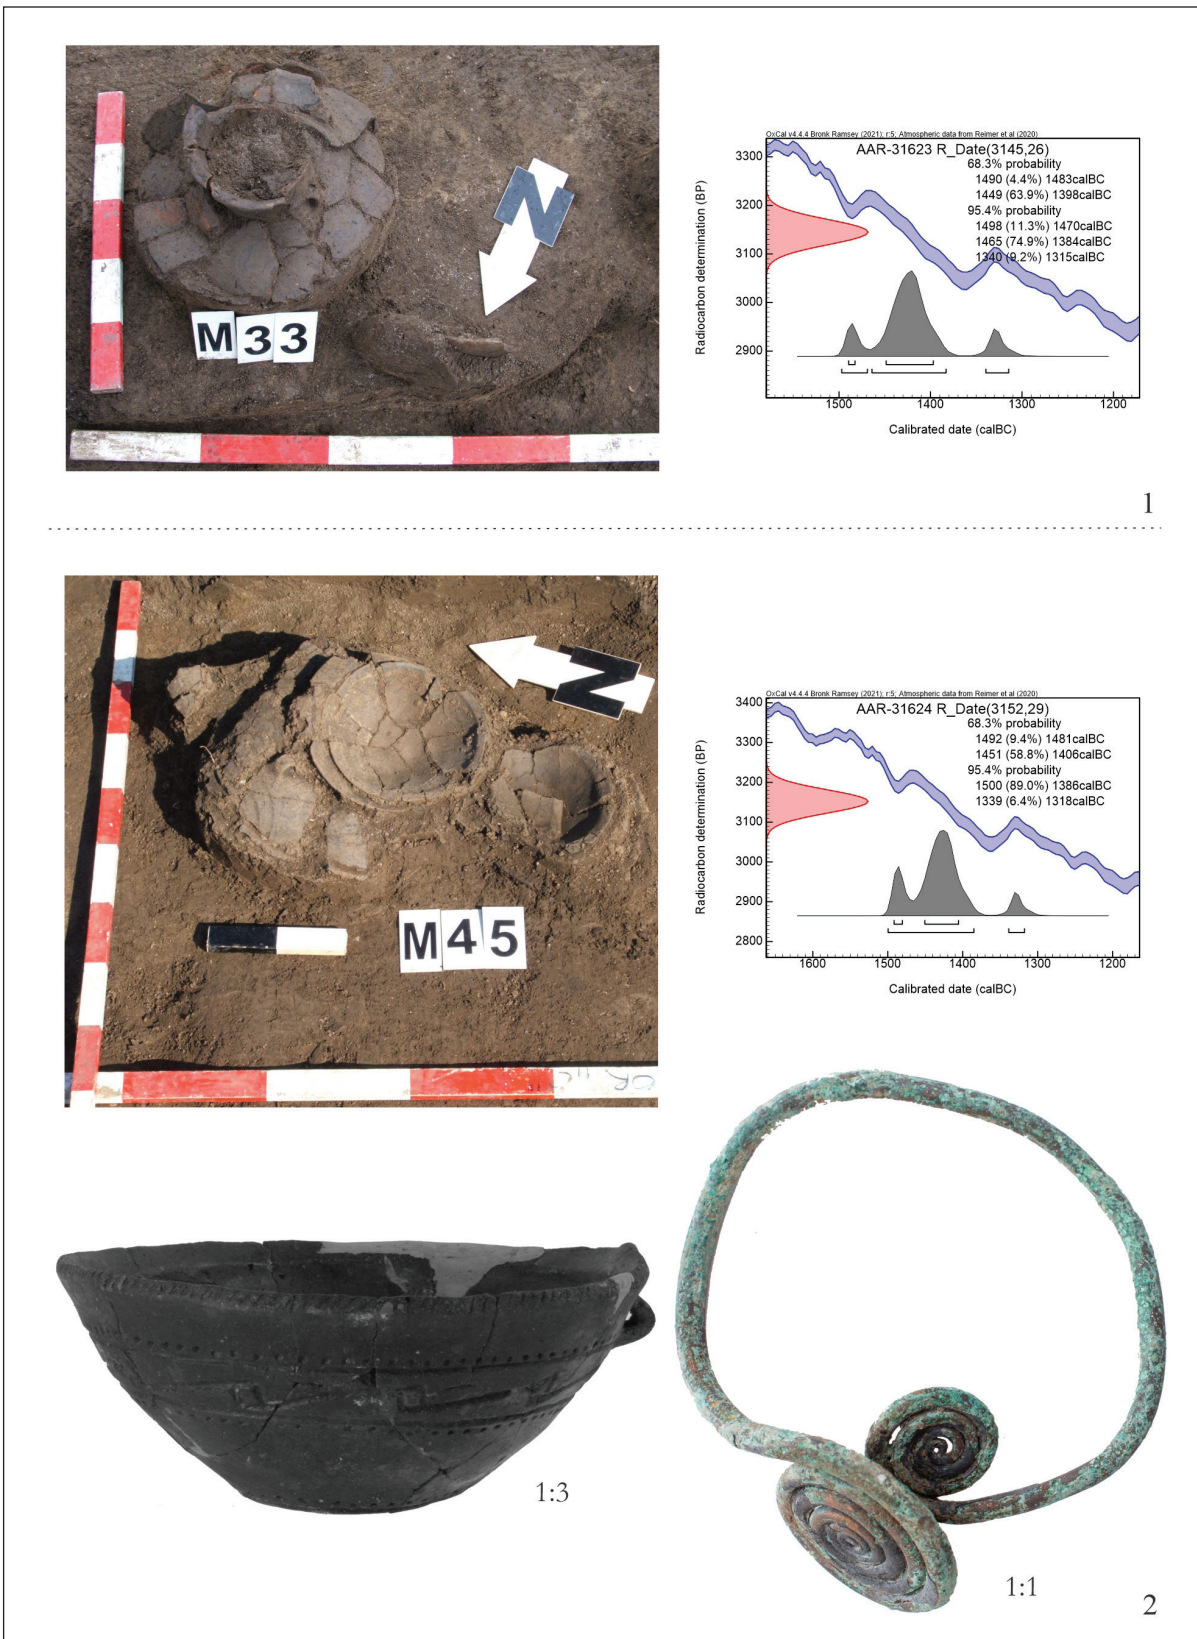 N
M33
OxCal v4.4.4 Bronk Ramsey (2021); r:5; Atmospheric data from Reimer et al (2020)
AAR-31623 R_Date(3145,26)
68.3% probability
1490 (4.4%) 1483calBC
1449 (63.9%) 1398calBC
95.4% probability
1498 (11.3%) 1470calBC
1465 (74.9%) 1384calBC
1340 (9.2%) 1315calBC
Radiocarbon determination (BP)
3300
3200
3100
3000
2900
1500 1400 1300 1200
Calibrated date (calBC)
1
N
M45
OxCal v4.4.4 Bronk Ramsey (2021); r:5; Atmospheric data from Reimer et al (2020)
AAR-31624 R_Date(3152,29)
68.3% probability
1492 (9.4%) 1481calBC
1451 (58.8%) 1406calBC
95.4% probability
1500 (89.0%) 1386calBC
1339 (6.4%) 1318calBC
Radiocarbon determination (BP)
3400
3300
3200
3100
3000
2900
2800
1600 1500 1400 1300 1200
Calibrated date (calBC)
1:3
1:1
2